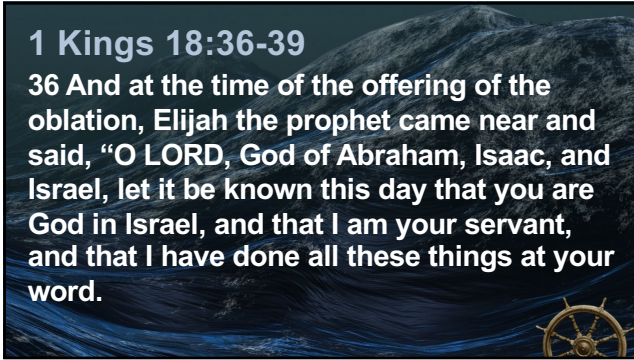 1 Kings 18:36-39
36 And at the time of the offering of the
oblation, Elijah the prophet came near and
said, “O LORD, God of Abraham, Isaac, and
Israel, let it be known this day that you are
God in Israel, and that I am your servant,
and that I have done all these things at your
word.